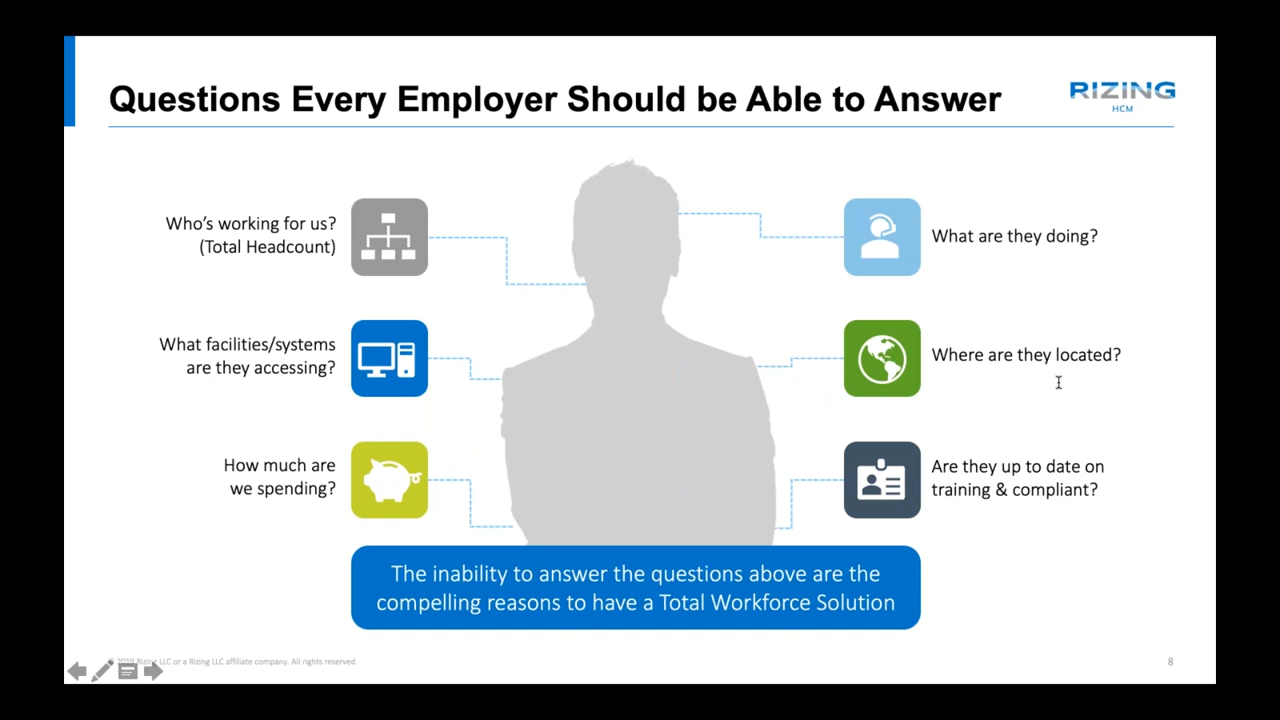 Questions Every Employer Should be Able to Answer
RIZING
HCM
Who's working for us?
(Total Headcount)
What facilities/systems
are they accessing?
How much are
we spending?
What are they doing?
Where are they located?
Are they up to date on
training & compliant?
The inability to answer the questions above are the
compelling reasons to have a Total Workforce Solution
© 2019 Rizing LLC or a Rizing LLC affiliate company. All rights reserved.
8